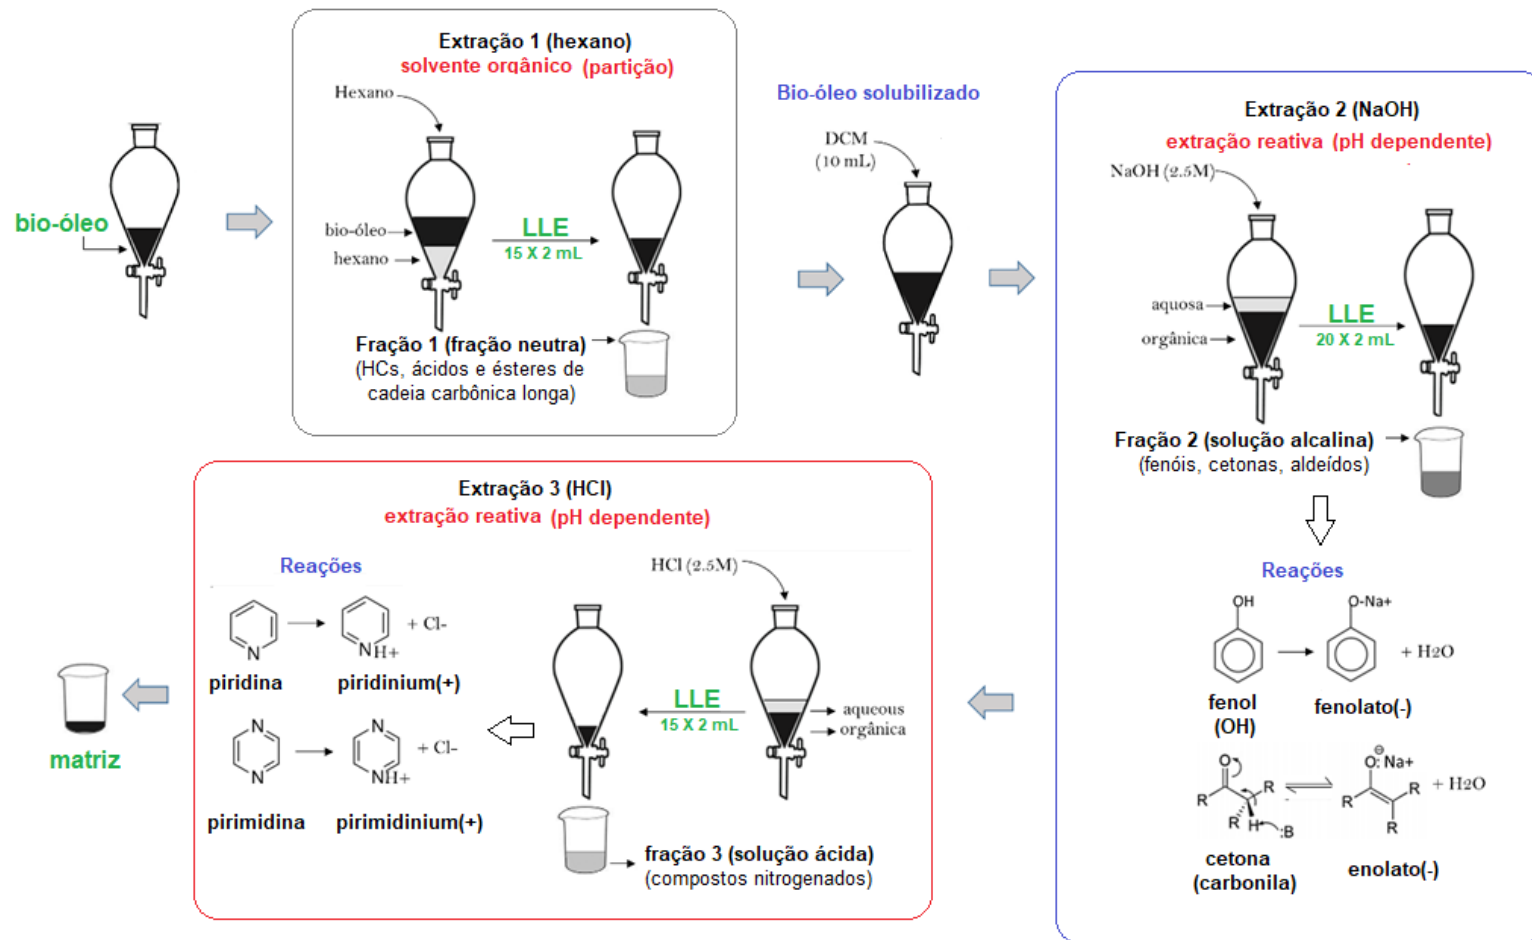 bio-óleo
Extração 1 (hexano)
solvente orgânico (partição)
Hexano
bio-óleo
hexano
LLE
15 X 2 mL
Fração 1 (fração neutra)
(HCs, ácidos e ésteres de
cadeia carbônica longa)
Bio-óleo solubilizado
DCM
(10 mL)
Extração 2 (NaOH)
extração reativa (pH dependente)
NaOH (2.5M)
aquosa
orgânica
LLE
20 X 2 mL
Fração 2 (solução alcalina)
(fenóis, cetonas, aldeídos)
Reações
OH
O-Na+
+ H2O
fenol
(OH)
fenolato(-)
O
R
R
R
H
:B
⊖
O: Na+
R
R
R
+ H2O
cetona
(carbonila)
enolato(-)
Extração 3 (HCl)
extração reativa (pH dependente)
HCl (2.5M)
LLE
15 X 2 mL
aqueous
orgânica
fração 3 (solução ácida)
(compostos nitrogenados)
Reações
N
NH+
+ Cl-
piridina
piridinium(+)
N
N
N
NH+
+ Cl-
pirimidina
pirimidinium(+)
matriz